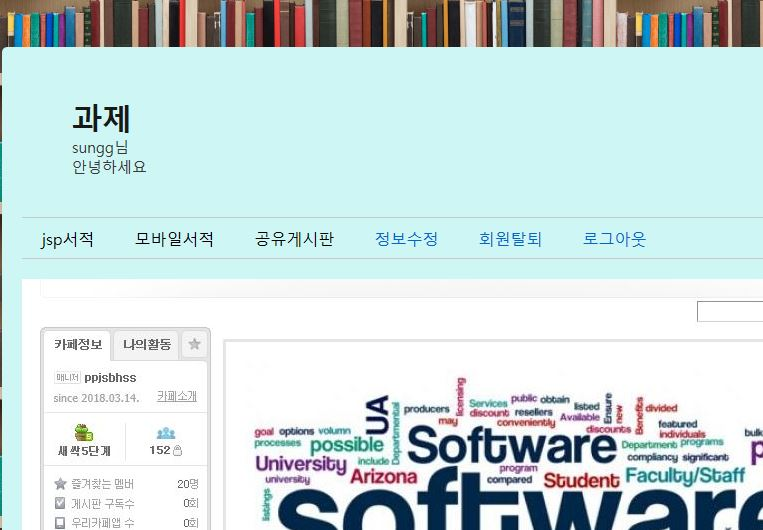 과제
sungg님
안녕하세요
jsp서적 모바일서적 공유게시판 정보수정 회원탈퇴 로그아웃
카페정보 나의활동
매니저 ppjsbhss
since 2018.03.14. 카페소개
새싹5단계 152
즐겨찾는 멤버 20명
게시판 구독수 0회
우리카페앱 수 0회
UA producers licensing Services public obtain listed Ensure new Benefits divided
may discount resellers Available featured
goal options volumn Departmental conveniently discounts individuals
processes possible Software Department programs
include compliancy significant
University program Faculty/Staff
university Arizona compared Student
listings software